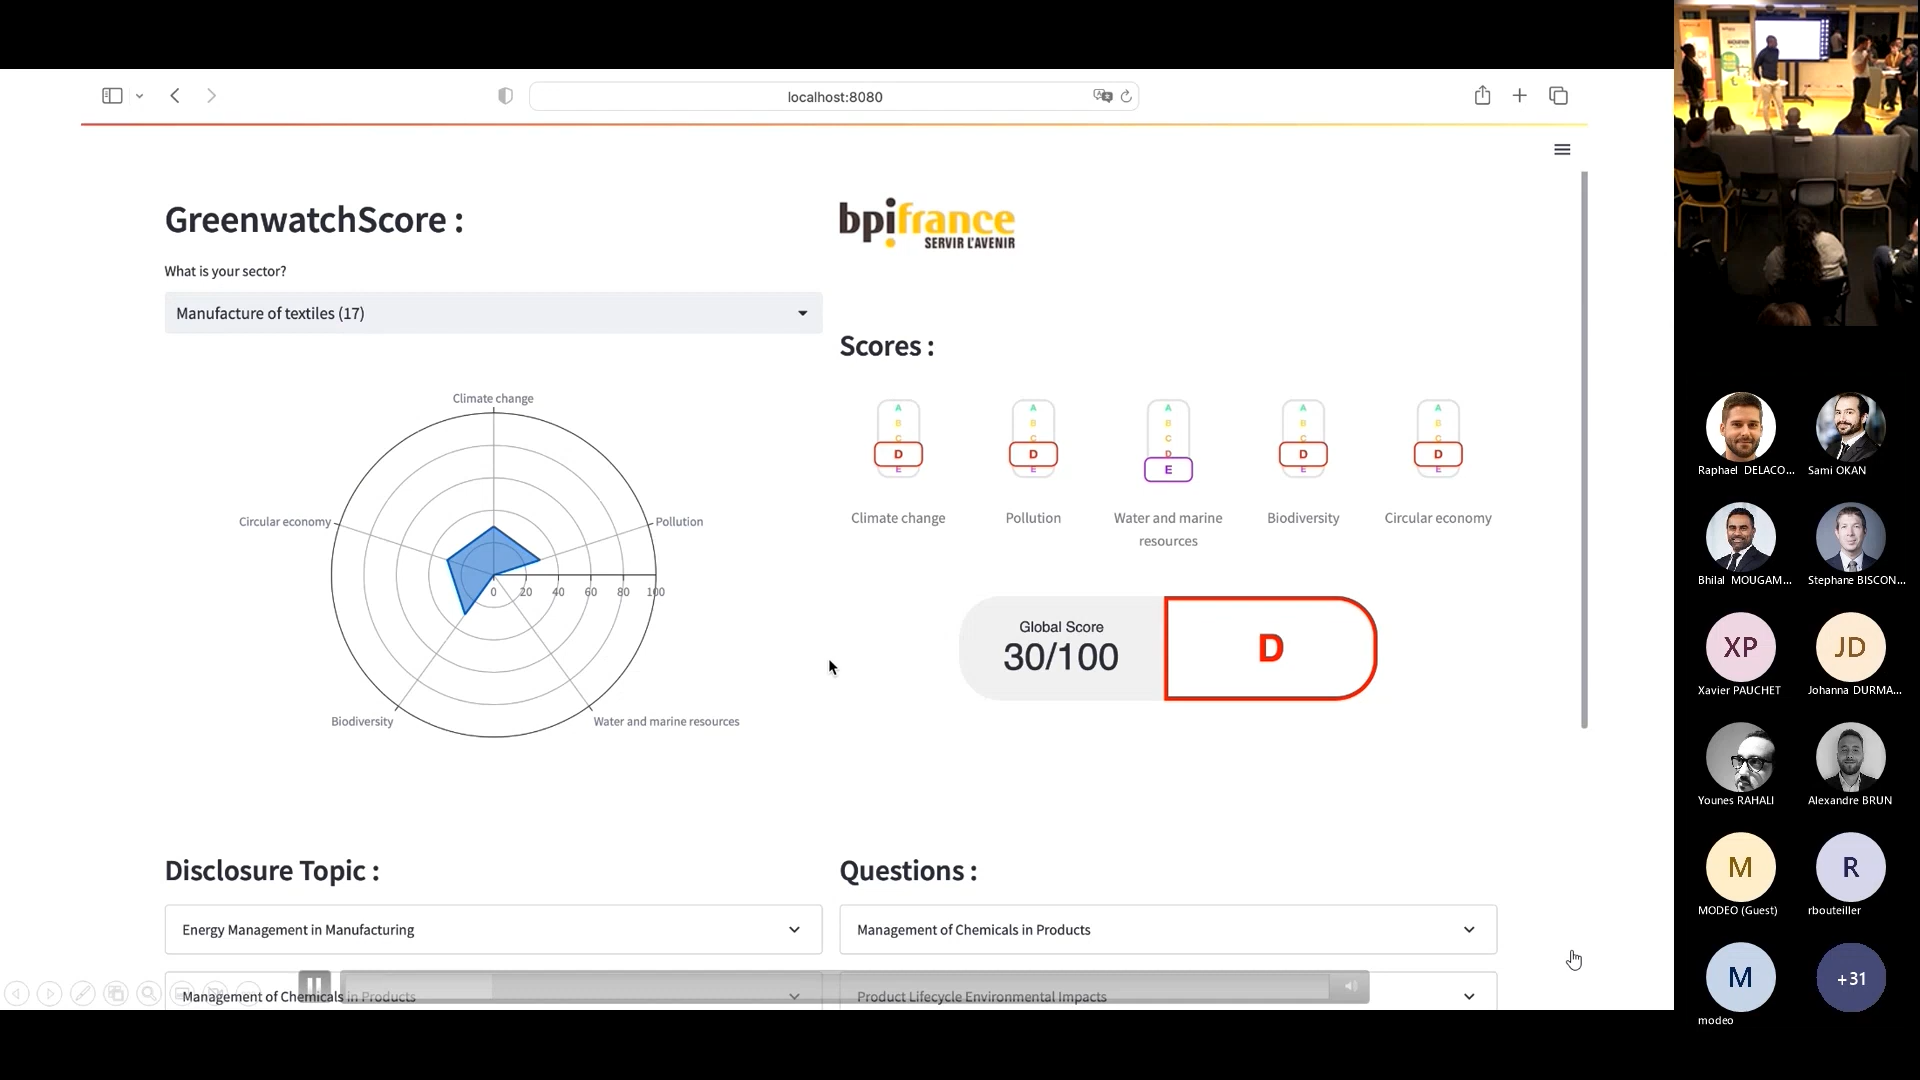 localhost:8080
GreenwatchScore :
What is your sector?
Manufacture of textiles (17)
Climate change
Circular economy
Pollution
0 20 40 60 80 100
Biodiversity
Water and marine resources
bpifrance
SERVIR L'AVENIR
Scores :
A
B
C
D
E
Climate change
A
B
C
D
E
Pollution
A
B
C
D
E
Water and marine
resources
A
B
C
D
E
Biodiversity
A
B
C
D
E
Circular economy
Global Score
30/100
D
Disclosure Topic :
Energy Management in Manufacturing
Management of Chemicals in Products
Questions :
Management of Chemicals in Products
Product Lifecycle Environmental Impacts
Raphael DELACO...
Sami OKAN
Bhilal MOUGAM...
Stephane BISCON...
XP
Xavier PAUCHET
JD
Johanna DURMA...
Younes RAHALI
Alexandre BRUN
M
MODEO (Guest)
R
rbouteiller
M
modeo
+31